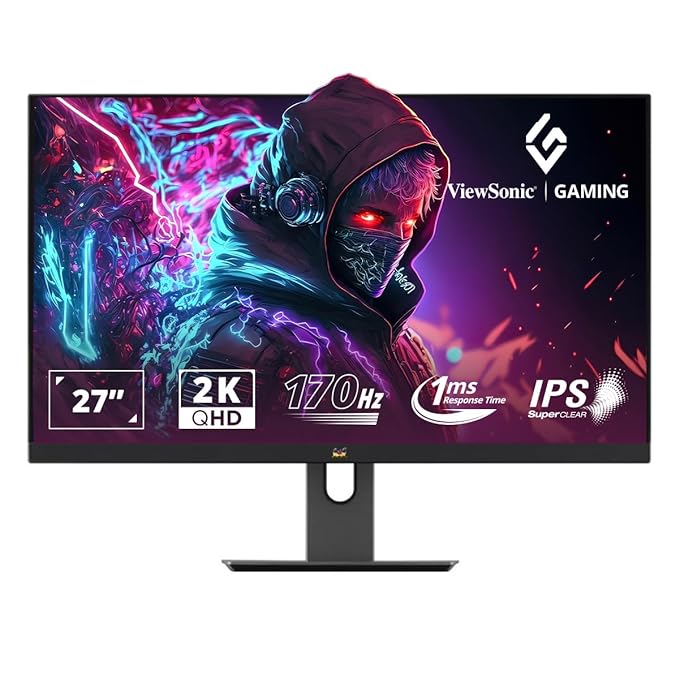 ViewSonic® | GAMING
27"
2K
QHD
170Hz
1ms
Response Time
IPS
SuperCLEAR